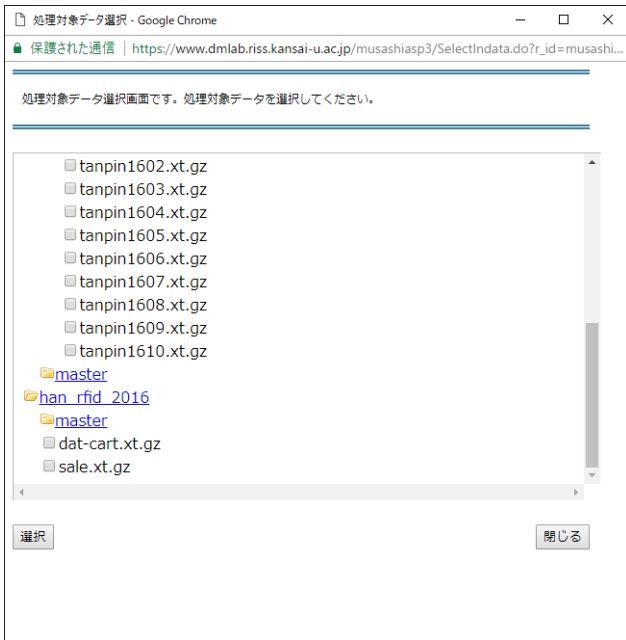 処理対象データ選択 - Google Chrome
保護された通信 | https://www.dmlab.riss.kansai-u.ac.jp/musashiasp3/SelectIndata.do?r_id=musashi...
処理対象データ選択画面です。処理対象データを選択してください。
tanpin1602.xt.gz
tanpin1603.xt.gz
tanpin1604.xt.gz
tanpin1605.xt.gz
tanpin1606.xt.gz
tanpin1607.xt.gz
tanpin1608.xt.gz
tanpin1609.xt.gz
tanpin1610.xt.gz
master
han_rfid_2016
master
dat-cart.xt.gz
sale.xt.gz
選択 閉じる